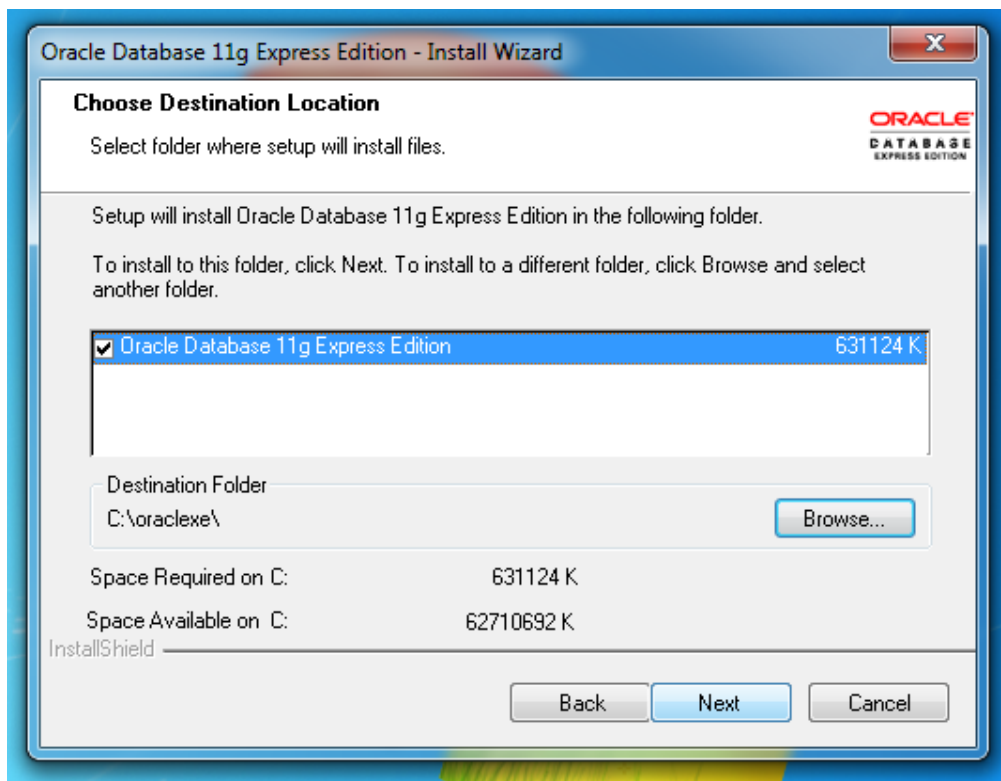 Oracle Database 11g Express Edition - Install Wizard
Choose Destination Location
Select folder where setup will install files.
ORACLE
DATABASE
EXPRESS EDITION
Setup will install Oracle Database 11g Express Edition in the following folder.
To install to this folder, click Next. To install to a different folder, click Browse and select
another folder.
Oracle Database 11g Express Edition 631124 K
Destination Folder
C:\oraclexe\
Browse...
Space Required on C: 631124 K
Space Available on C: 62710692 K
InstallShield
Back Next Cancel